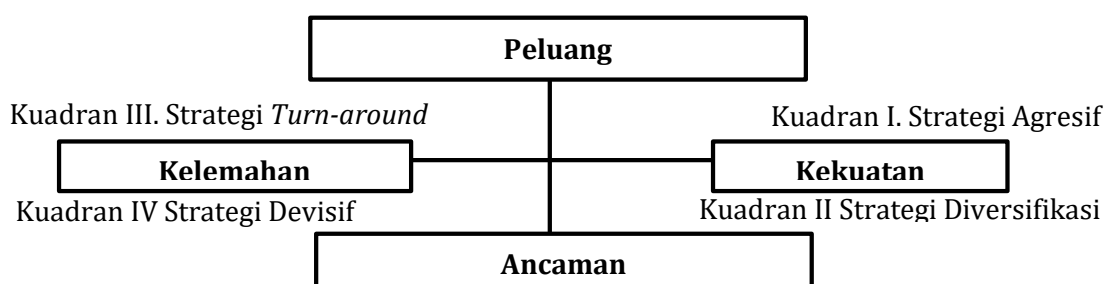 Peluang
Kuadran III. Strategi Turn-around
Kuadran I. Strategi Agresif
Kelemahan
Kekuatan
Kuadran IV Strategi Devisif
Kuadran II Strategi Diversifikasi
Ancaman